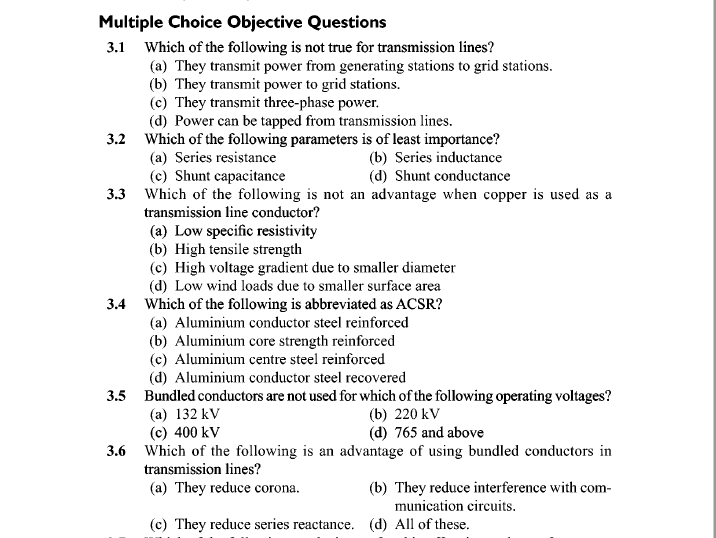 Multiple Choice Objective Questions
3.1 Which of the following is not true for transmission lines?
(a) They transmit power from generating stations to grid stations.
(b) They transmit power to grid stations.
(c) They transmit three-phase power.
(d) Power can be tapped from transmission lines.
3.2 Which of the following parameters is of least importance?
(a) Series resistance (b) Series inductance
(c) Shunt capacitance (d) Shunt conductance
3.3 Which of the following is not an advantage when copper is used as a
transmission line conductor?
(a) Low specific resistivity
(b) High tensile strength
(c) High voltage gradient due to smaller diameter
(d) Low wind loads due to smaller surface area
3.4 Which of the following is abbreviated as ACSR?
(a) Aluminium conductor steel reinforced
(b) Aluminium core strength reinforced
(c) Aluminium centre steel reinforced
(d) Aluminium conductor steel recovered
3.5 Bundled conductors are not used for which of the following operating voltages?
(a) 132 kV (b) 220 kV
(c) 400 kV (d) 765 and above
3.6 Which of the following is an advantage of using bundled conductors in
transmission lines?
(a) They reduce corona. (b) They reduce interference with com-
munication circuits.
(c) They reduce series reactance. (d) All of these.